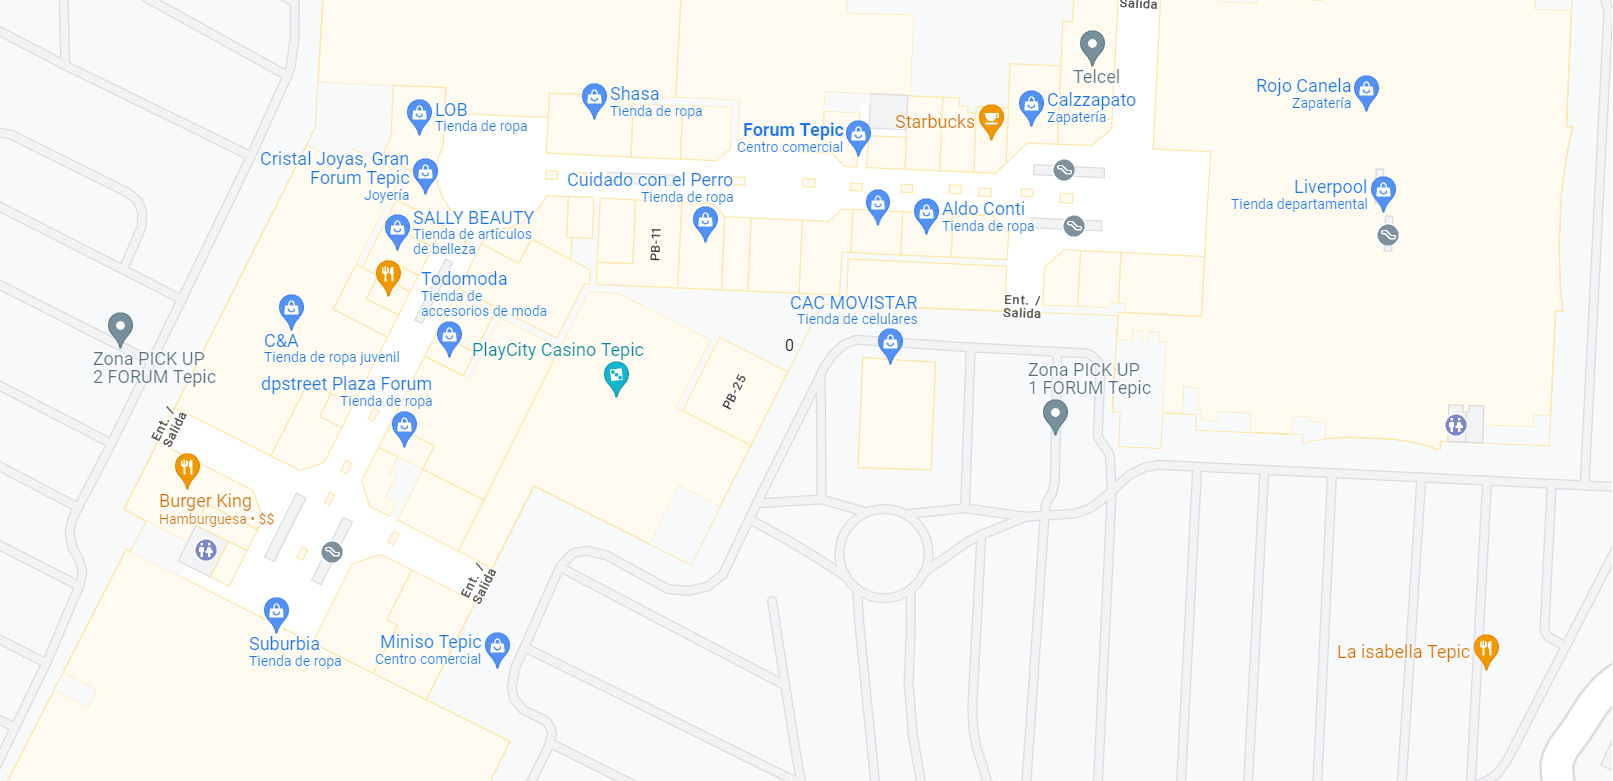 Salida
Telcel
Rojo Canela
Zapatería
Shasa
Tienda de ropa
Calzzapato
Zapatería
LOB
Tienda de ropa
Starbucks
Forum Tepic
Centro comercial
Cristal Joyas, Gran
Forum Tepic
Joyería
Cuidado con el Perro
Tienda de ropa
Liverpool
Tienda departamental
SALLY BEAUTY
Tienda de artículos
de belleza
Aldo Conti
Tienda de ropa
PB-11
Todomoda
Tienda de
accesorios de moda
CAC MOVISTAR
Tienda de celulares
Ent. /
Salida
C&A
Tienda de ropa juvenil
PlayCity Casino Tepic
0
Zona PICK UP
2 FORUM Tepic
Zona PICK UP
1 FORUM Tepic
dpstreet Plaza Forum
Tienda de ropa
PB-25
Ent. /
Salida
Burger King
Hamburguesa • $$
Ent. /
Salida
Suburbia
Tienda de ropa
Miniso Tepic
Centro comercial
La isabella Tepic